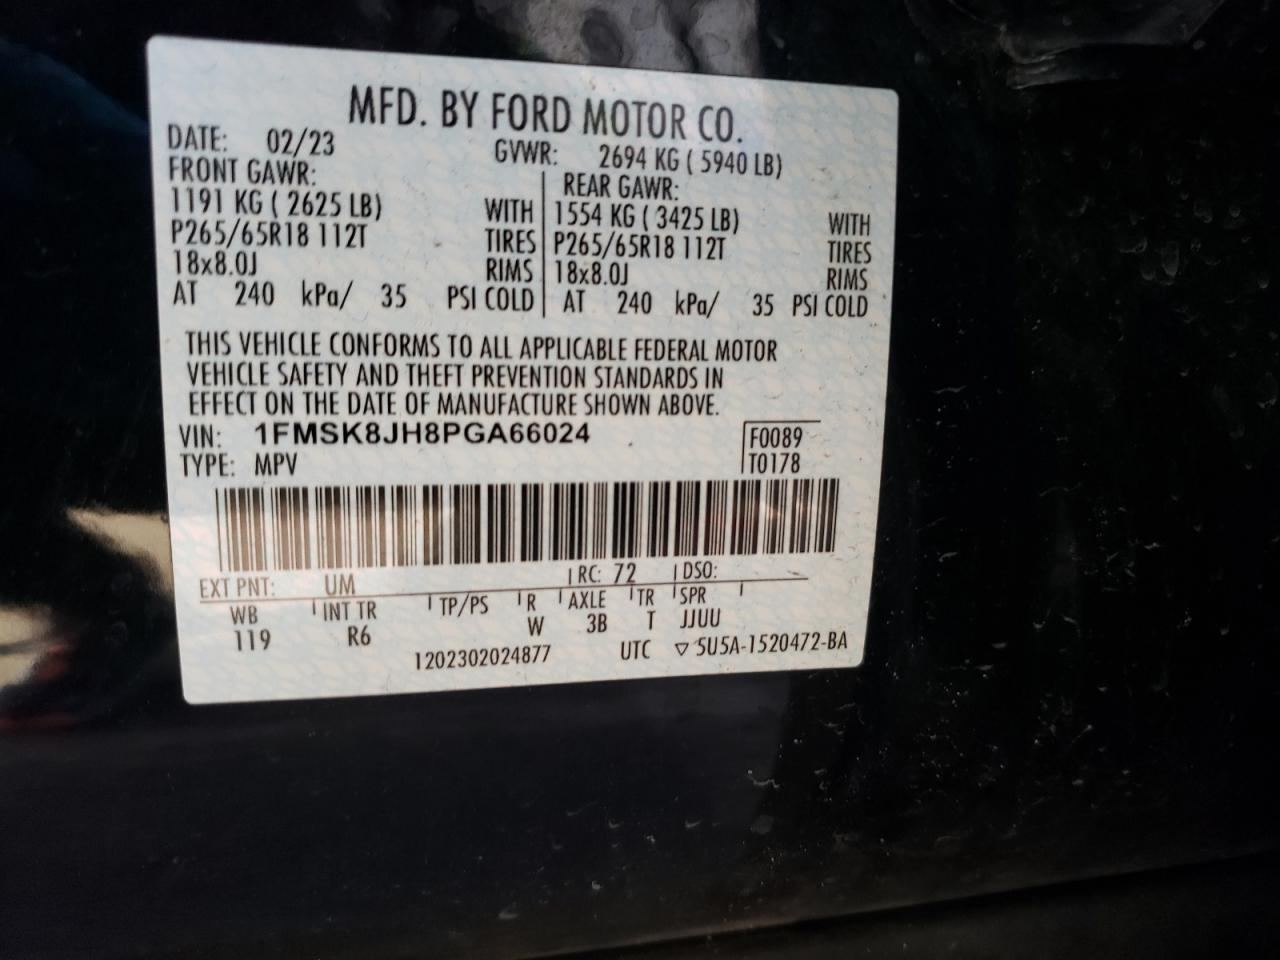 MFD. BY FORD MOTOR CO.
DATE: 02/23 GVWR: 2694 KG ( 5940 LB)
FRONT GAWR: REAR GAWR:
1191 KG ( 2625 LB) WITH 1554 KG ( 3425 LB) WITH
P265/65R18 112T TIRES P265/65R18 112T TIRES
18x8.0J RIMS 18x8.0J RIMS
AT 240 kPa/ 35 PSI COLD AT 240 kPa/ 35 PSI COLD
THIS VEHICLE CONFORMS TO ALL APPLICABLE FEDERAL MOTOR
VEHICLE SAFETY AND THEFT PREVENTION STANDARDS IN
EFFECT ON THE DATE OF MANUFACTURE SHOWN ABOVE.
VIN: 1FMSK8JH8PGA66024 F0089
TYPE: MPV T0178
EXT PNT: UM RC: 72 DSO:
WB INT TR TP/PS R AXLE TR SPR
119 R6 W 3B T JJUU
1202302024877 UTC ▽ 5U5A-1520472-BA